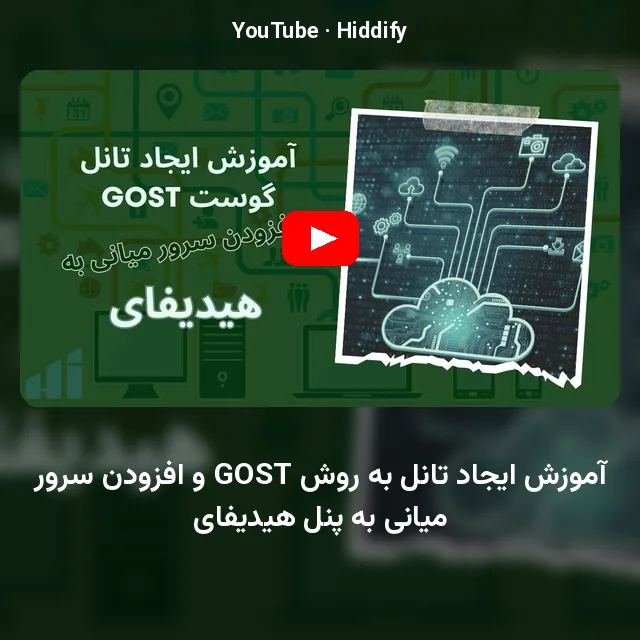 YouTube · Hiddify
آموزش ایجاد تانل
گوست GOST
سرور میانی به
هیدیفای
آموزش ایجاد تانل به روش GOST و افزودن سرور
میانی به پنل هیدیفای